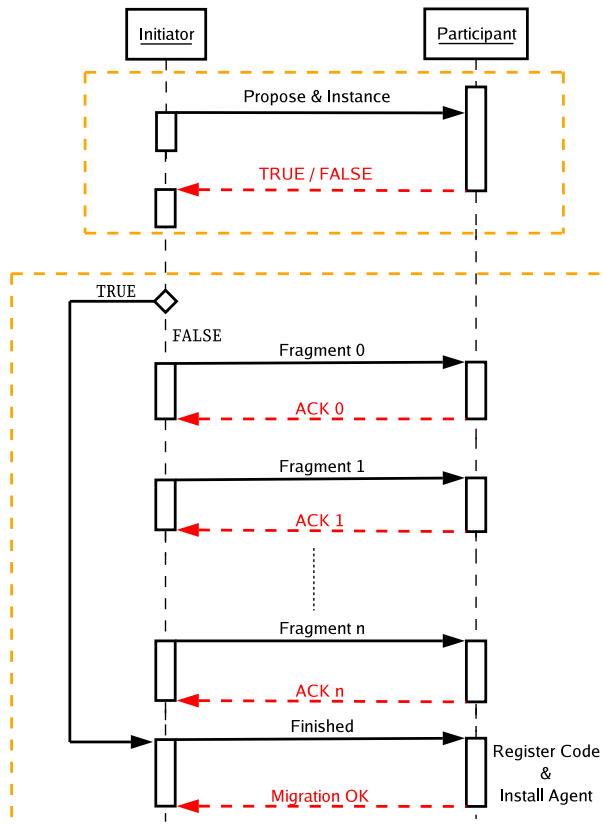 Initiator
Participant
Propose & Instance
TRUE / FALSE
TRUE
FALSE
Fragment 0
ACK 0
Fragment 1
ACK 1
Fragment n
ACK n
Finished
Register Code
&
Install Agent
Migration OK